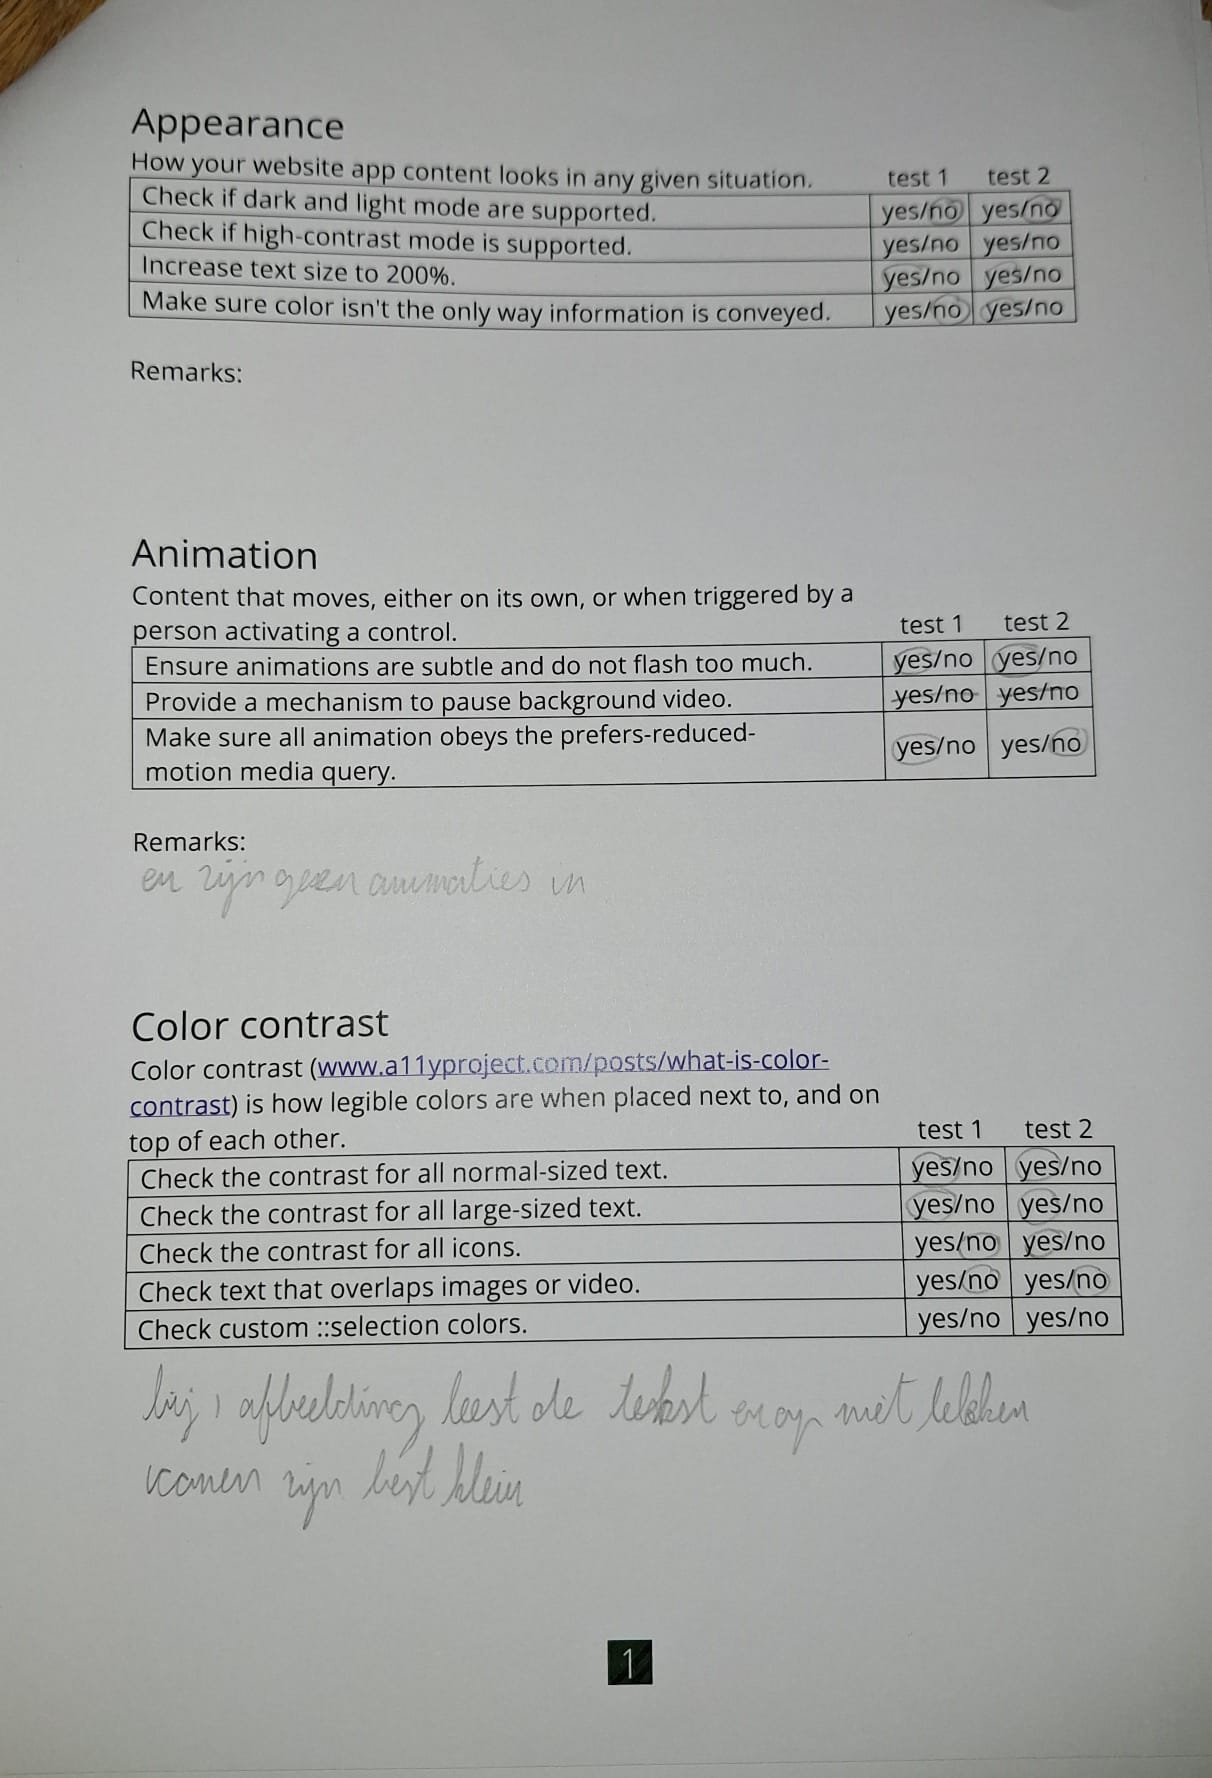 Appearance
How your website app content looks in any given situation. test 1 test 2
Check if dark and light mode are supported. yes/no yes/no
Check if high-contrast mode is supported. yes/no yes/no
Increase text size to 200%. yes/no yes/no
Make sure color isn't the only way information is conveyed. yes/no yes/no
Remarks:
Animation
Content that moves, either on its own, or when triggered by a
person activating a control. test 1 test 2
Ensure animations are subtle and do not flash too much. yes/no yes/no
Provide a mechanism to pause background video. yes/no yes/no
Make sure all animation obeys the prefers-reduced-
motion media query. yes/no yes/no
Remarks:
en zijn geen animaties in
Color contrast
Color contrast (www.a11yproject.com/posts/what-is-color-
contrast) is how legible colors are when placed next to, and on
top of each other. test 1 test 2
Check the contrast for all normal-sized text. yes/no yes/no
Check the contrast for all large-sized text. yes/no yes/no
Check the contrast for all icons. yes/no yes/no
Check text that overlaps images or video. yes/no yes/no
Check custom ::selection colors. yes/no yes/no
bij 1 afbeelding leest de tekst erop niet lekker
iconen zijn best klein
1